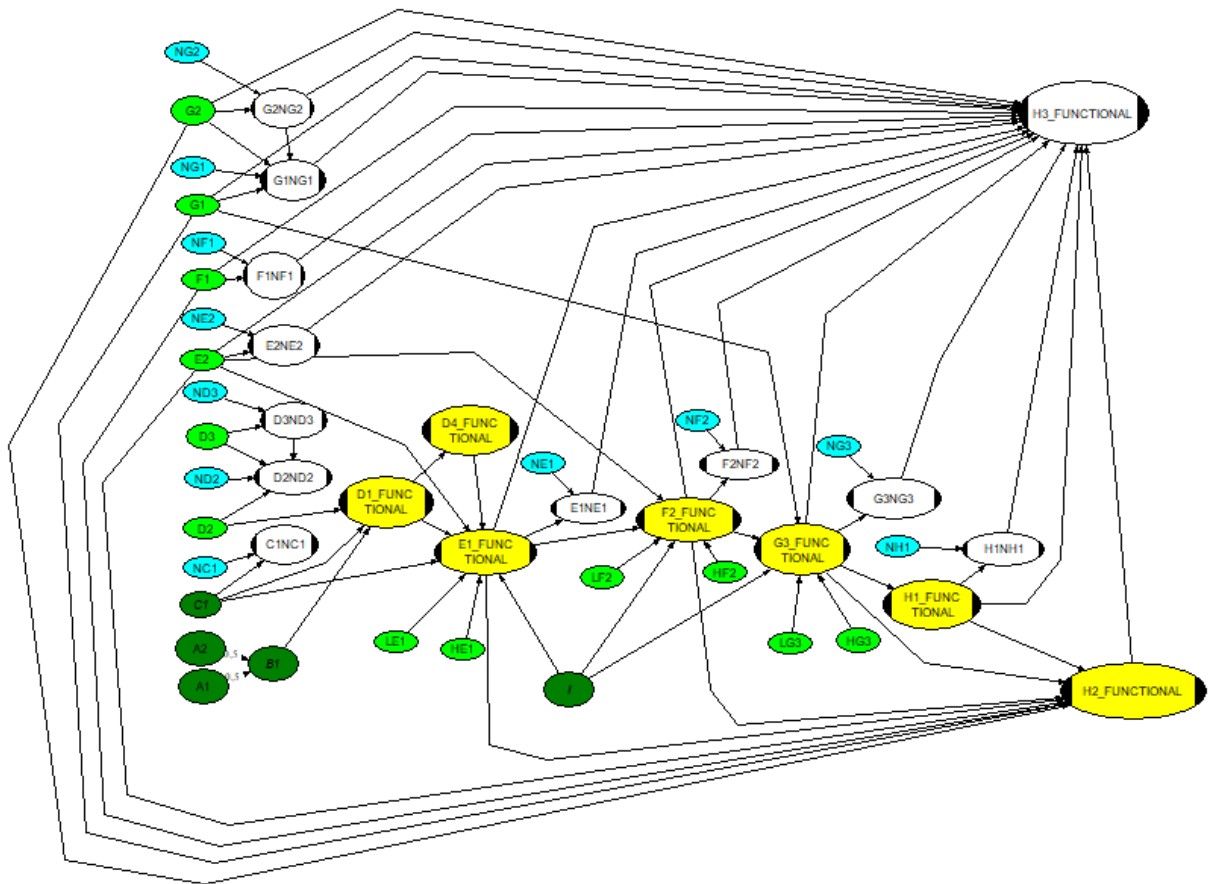 NG2
G2
G2NG2
H3_FUNCTIONAL
NG1
G1NG1
G1
NF1
F1NF1
F1
NE2
E2NE2
E2
ND3
D3ND3
D3
D4_FUNC
TIONAL
NF2
NE1
F2NF2
NG3
ND2
D2ND2
D1_FUNC
TIONAL
G3NG3
E1NE1
D2
F2_FUNC
TIONAL
C1NC1
E1_FUNC
TIONAL
G3_FUNC
TIONAL
NH1
H1NH1
NC1
LF2
HF2
C1
H1_FUNC
TIONAL
LE1
HE1
LG3
HG3
A2
0,5
B1
0,5
A1
I
H2_FUNCTIONAL